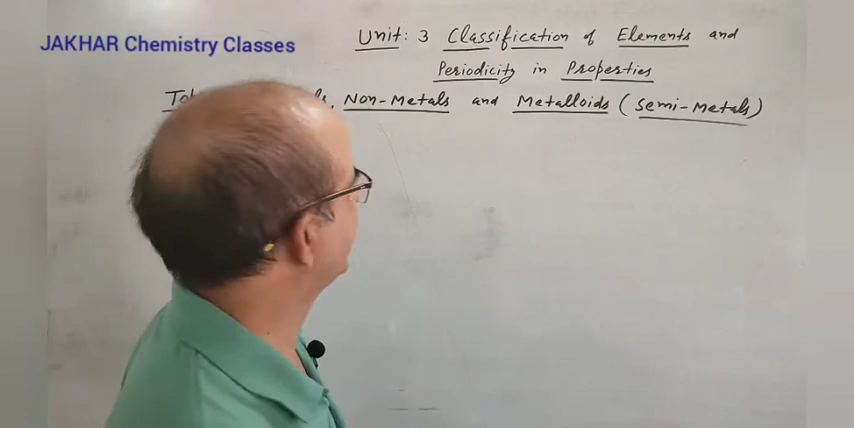 JAKHAR Chemistry Classes
Unit: 3 Classification of Elements and
Periodicity in Properties
Non-Metals and Metalloids (Semi-Metals)